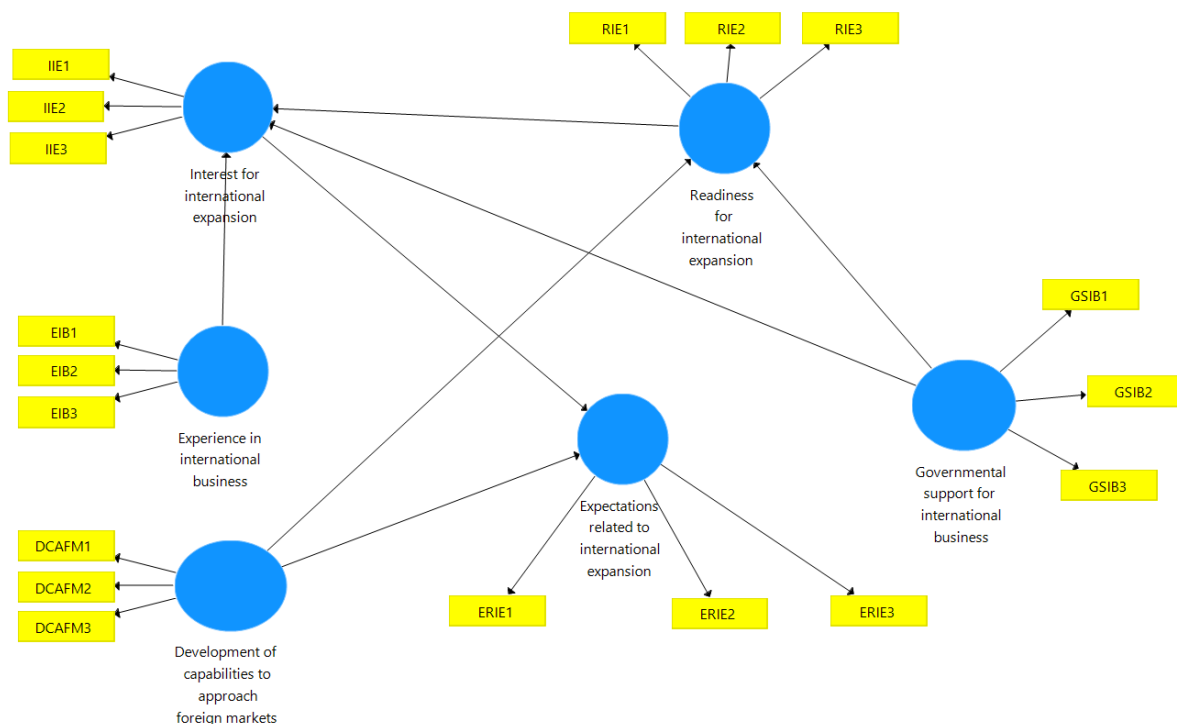 RIE1
RIE2
RIE3
IIE1
IIE2
IIE3
Interest for
international
expansion
Readiness
for
international
expansion
GSIB1
GSIB2
GSIB3
EIB1
EIB2
EIB3
Experience in
international
business
Governmental
support for
international
business
Expectations
related to
international
expansion
DCAFM1
DCAFM2
DCAFM3
ERIE1
ERIE2
ERIE3
Development of
capabilities to
approach
foreign markets